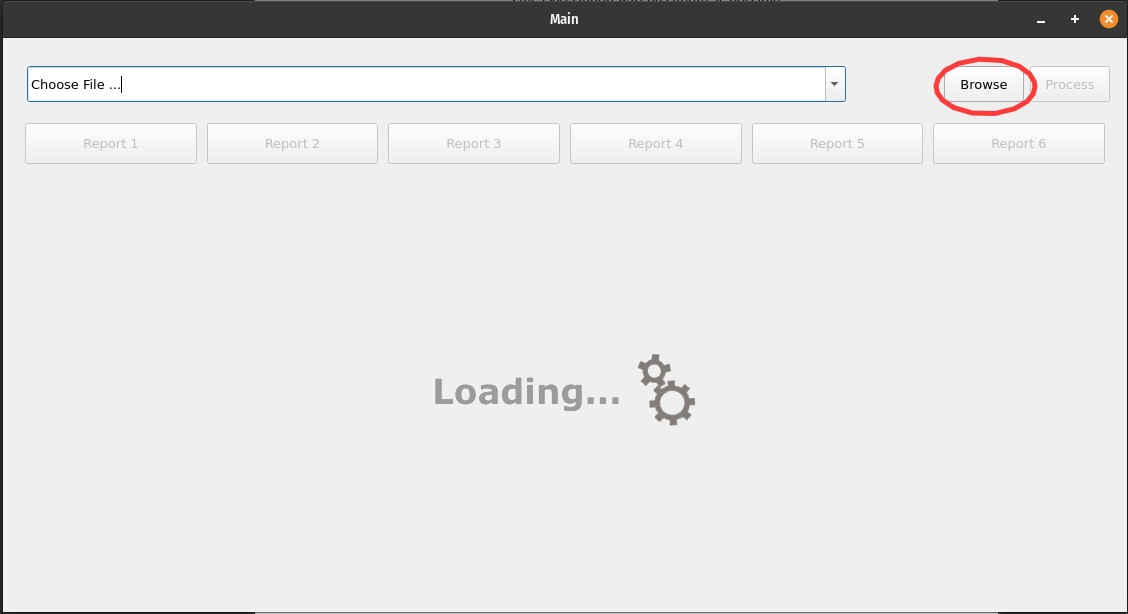 Main
Choose File ...
Browse
Process
Report 1
Report 2
Report 3
Report 4
Report 5
Report 6
Loading...